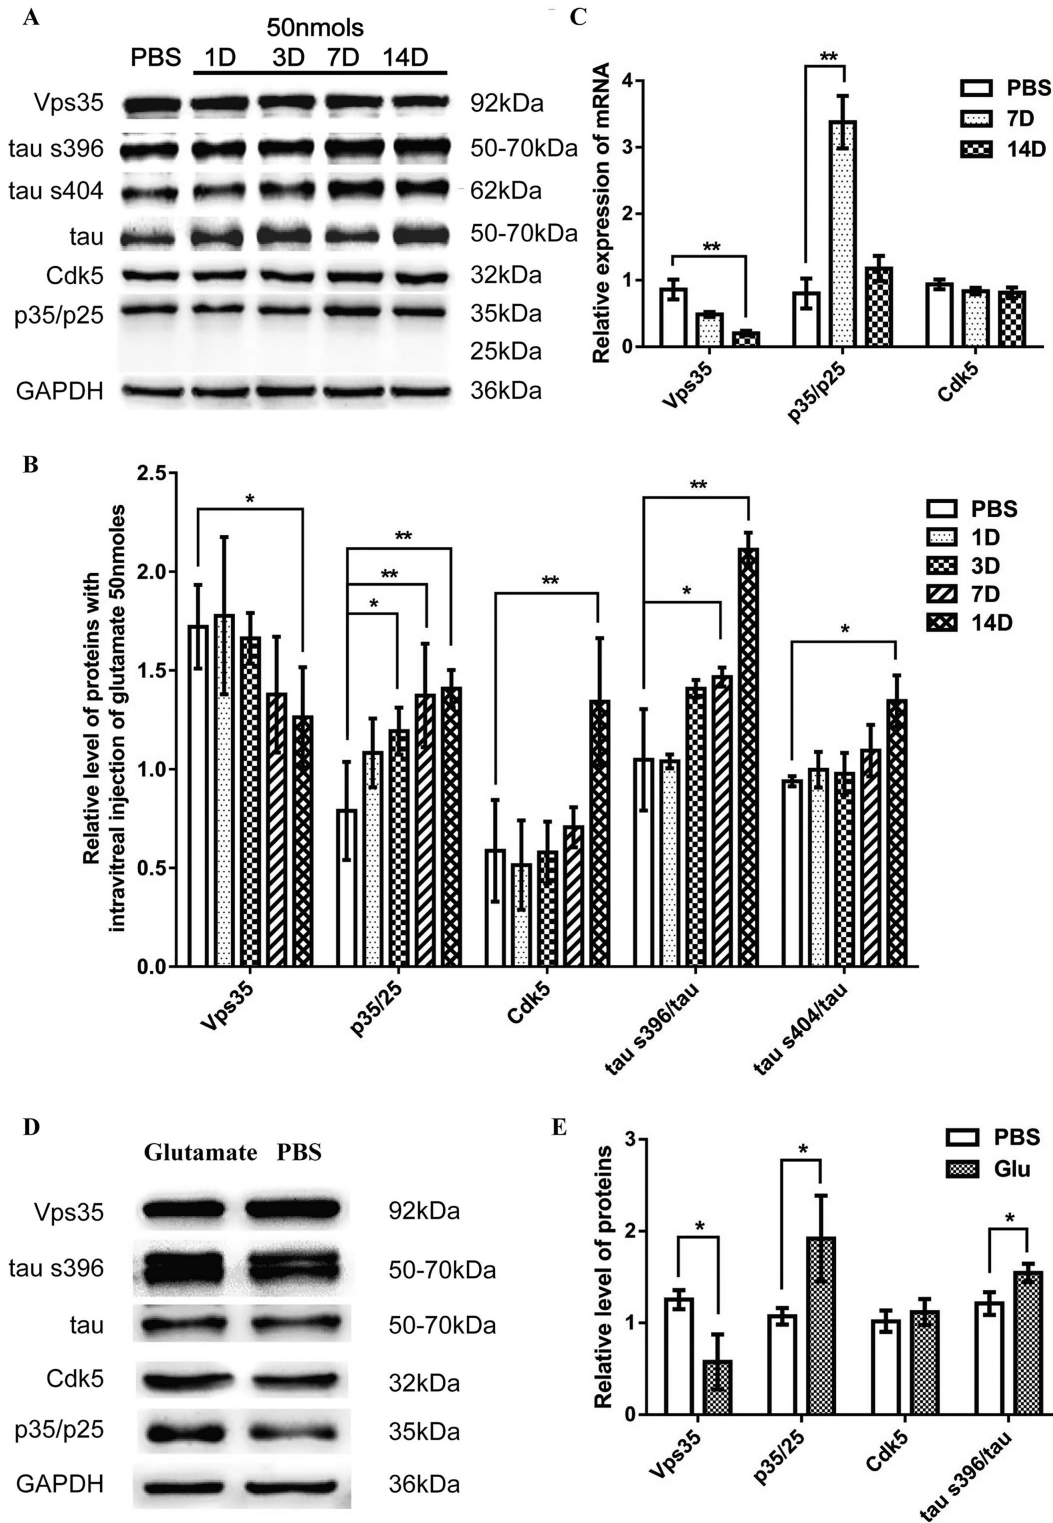 A
50nmols
PBS 1D 3D 7D 14D
Vps35 92kDa
tau s396 50-70kDa
tau s404 62kDa
tau 50-70kDa
Cdk5 32kDa
p35/p25 35kDa
25kDa
GAPDH 36kDa
C
Relative expression of mRNA
4
3
2
1
0
** **
Vps35 p35/p25 Cdk5
PBS
7D
14D
B
Relative level of proteins with
intravitreal injection of glutamate 50nmoles
2.5
2.0
1.5
1.0
0.5
0.0
* ** ** * ** ** * *
Vps35 p35/25 Cdk5 tau s396/tau tau s404/tau
PBS
1D
3D
7D
14D
D
Glutamate PBS
Vps35 92kDa
tau s396 50-70kDa
tau 50-70kDa
Cdk5 32kDa
p35/p25 35kDa
GAPDH 36kDa
E
Relative level of proteins
3
2
1
0
* * *
Vps35 p35/25 Cdk5 tau s396/tau
PBS
Glu